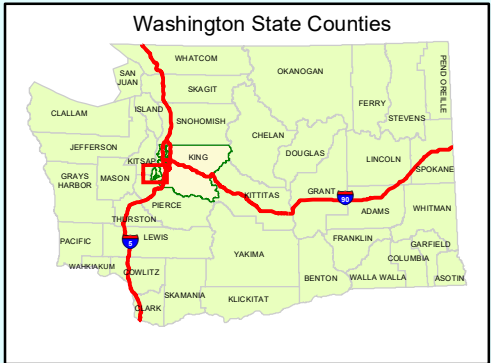 Washington State Counties
WHATCOM
SAN
JUAN
SKAGIT
ISLAND
CLALLAM
SNOHOMISH
JEFFERSON
KITSAP
KING
GRAYS
HARBOR
MASON
PIERCE
THURSTON
PACIFIC
LEWIS
5
WAHKIAKUM
COWLITZ
CLARK
SKAMANIA
OKANOGAN
CHELAN
DOUGLAS
KITTITAS
GRANT
90
YAKIMA
KLICKITAT
BENTON
FERRY
STEVENS
PEND OREILLE
LINCOLN
SPOKANE
ADAMS
WHITMAN
FRANKLIN
GARFIELD
COLUMBIA
WALLA WALLA
ASOTIN